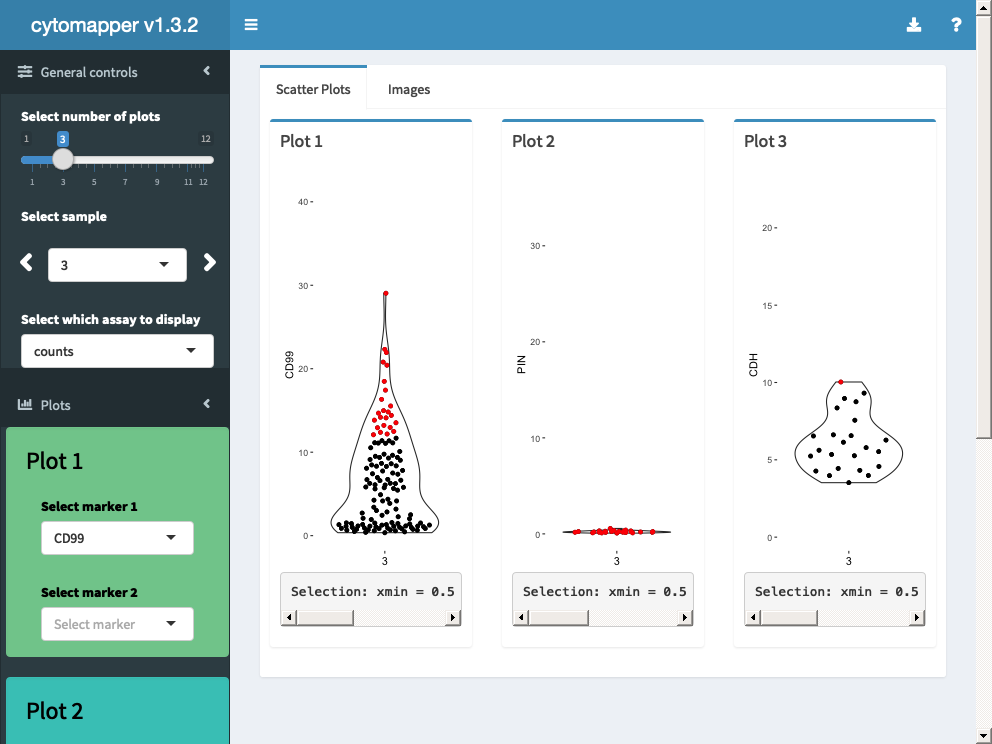 cytomapper v1.3.2
?
General controls
Select number of plots
1 3 12
1 3 5 7 9 11 12
Select sample
3
Select which assay to display
counts
Plots
Plot 1
Select marker 1
CD99
Select marker 2
Select marker
Plot 2
Scatter Plots Images
Plot 1
40
30
20
10
0
CD99
3
Selection: xmin = 0.5
Plot 2
30
20
10
0
PIN
3
Selection: xmin = 0.5
Plot 3
20
15
10
5
0
CDH
3
Selection: xmin = 0.5